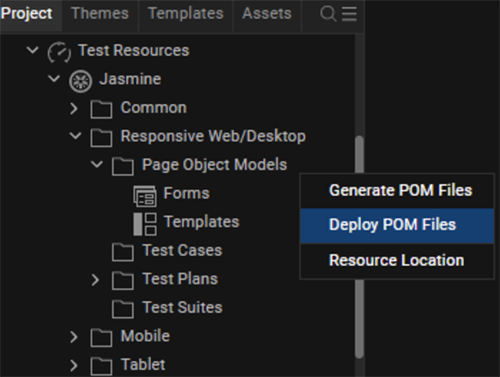 Project Themes Templates Assets
Test Resources
Jasmine
Common
Responsive Web/Desktop
Page Object Models
Forms
Templates
Test Cases
Test Plans
Test Suites
Mobile
Tablet
Generate POM Files
Deploy POM Files
Resource Location